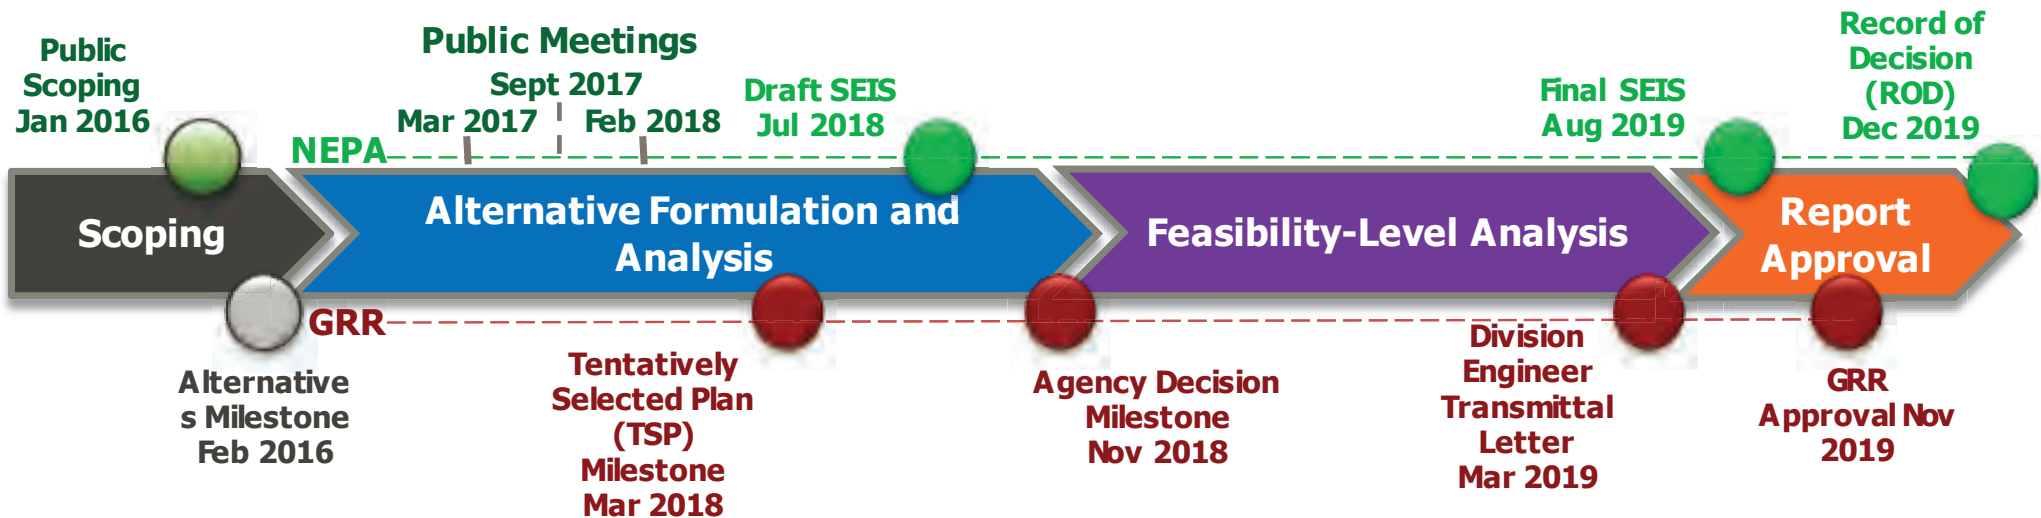 Public
Scoping
Jan 2016
Public Meetings
Sept 2017
Mar 2017
Feb 2018
Draft SEIS
Jul 2018
Final SEIS
Aug 2019
Record of
Decision
(ROD)
Dec 2019
NEPA
Scoping
Alternative Formulation and
Analysis
Feasibility-Level Analysis
Report
Approval
GRR
Alternative
s Milestone
Feb 2016
Tentatively
Selected Plan
(TSP)
Milestone
Mar 2018
Agency Decision
Milestone
Nov 2018
Division
Engineer
Transmittal
Letter
Mar 2019
GRR
Approval Nov
2019